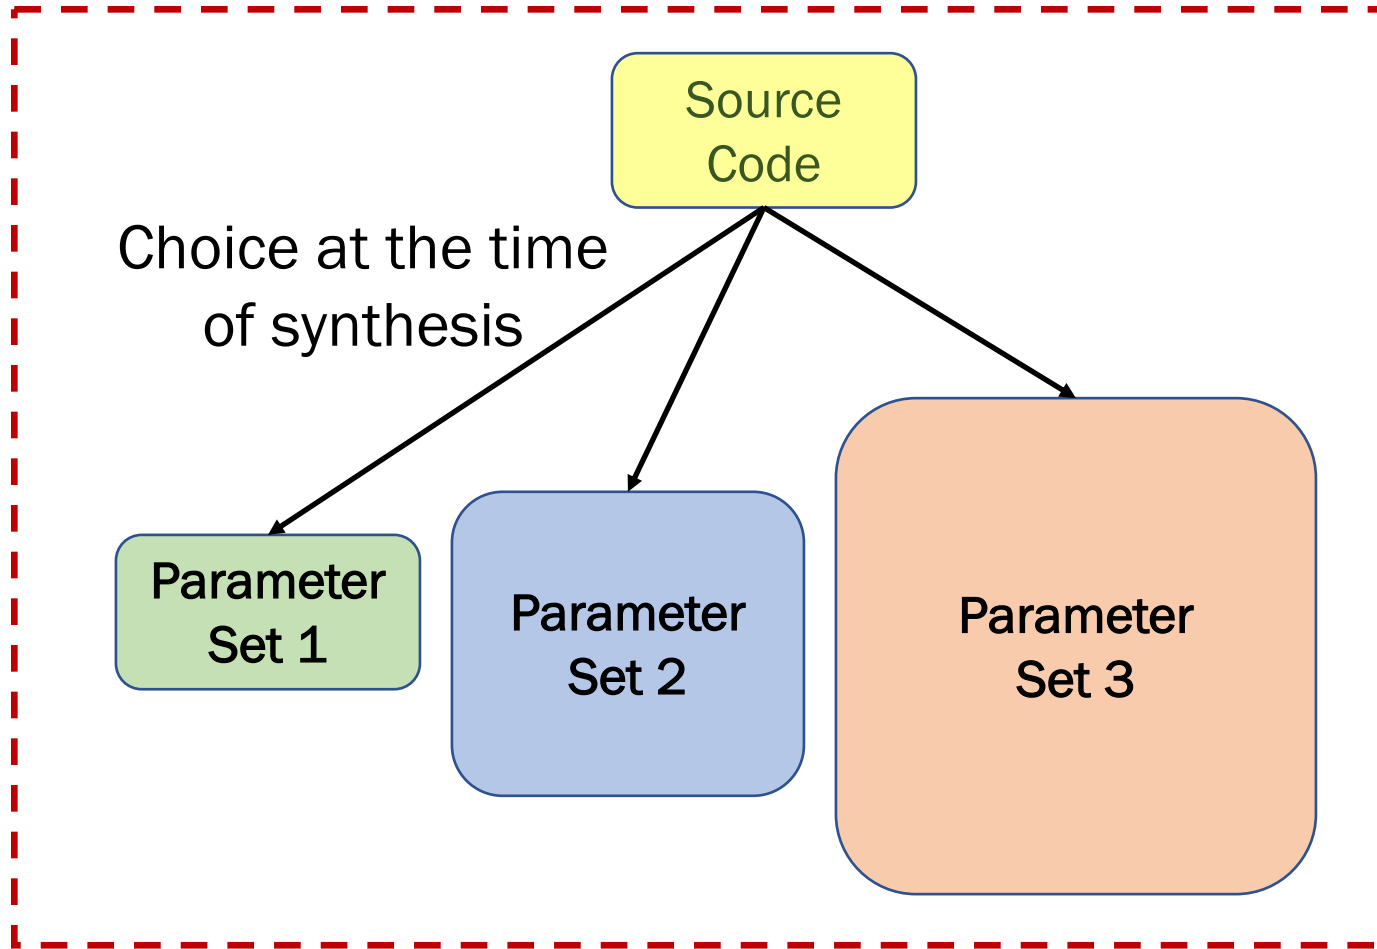 Source
Code
Choice at the time
of synthesis
Parameter
Set 1
Parameter
Set 2
Parameter
Set 3